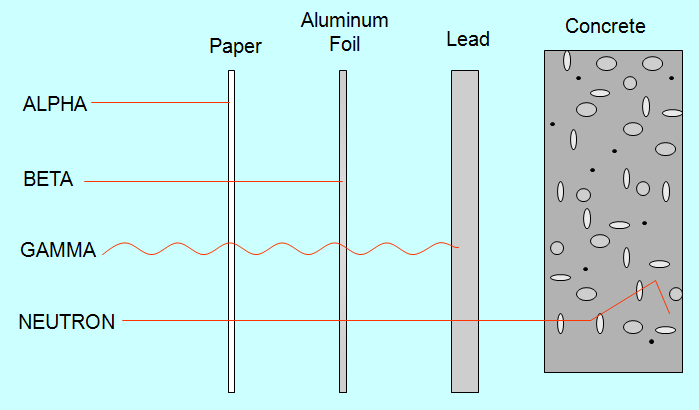 Paper
Aluminum
Foil
Lead
Concrete
ALPHA
BETA
GAMMA
NEUTRON